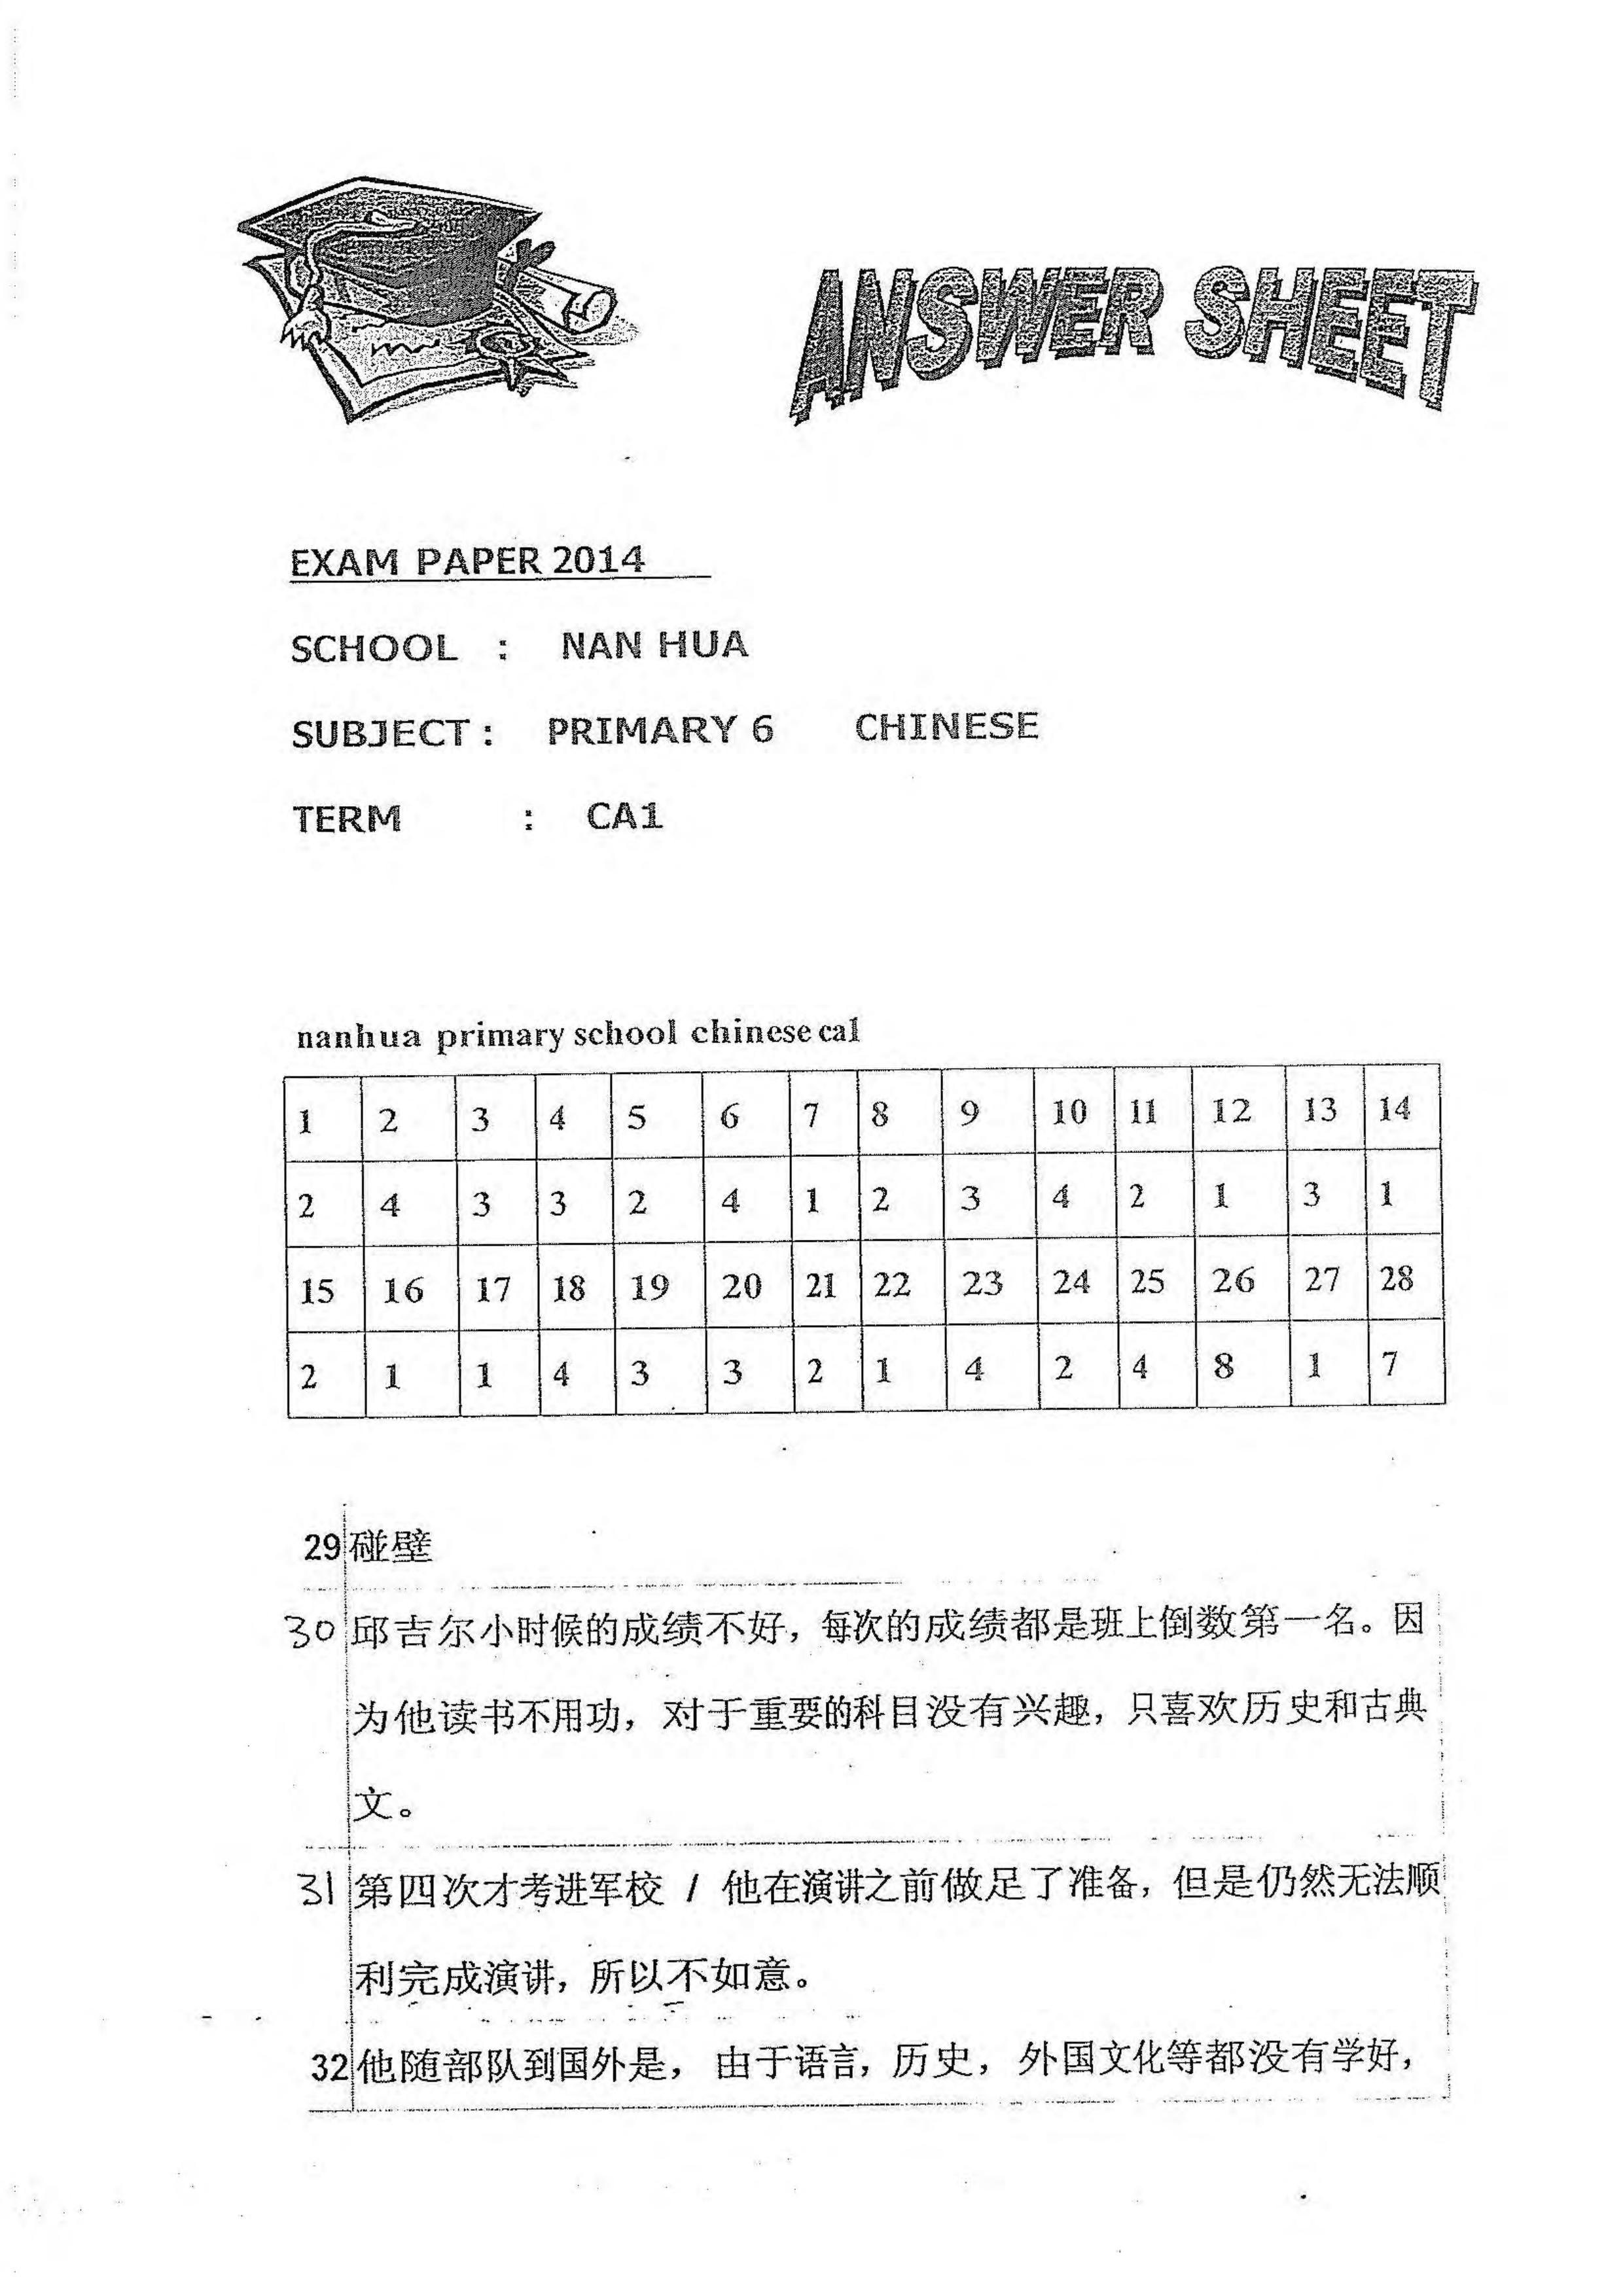 ANSWER SHEET
EXAM PAPER 2014
SCHOOL : NAN HUA
SUBJECT : PRIMARY 6 CHINESE
TERM : CA1
nanhua primary school chinese ca1
1 2 3 4 5 6 7 8 9 10 11 12 13 14
2 4 3 3 2 4 1 2 3 4 2 1 3 1
15 16 17 18 19 20 21 22 23 24 25 26 27 28
2 1 1 4 3 3 2 1 4 2 4 8 1 7
29 碰壁
30 邱吉尔小时候的成绩不好，每次的成绩都是班上倒数第一名。因
为他读书不用功，对于重要的科目没有兴趣，只喜欢历史和古典
文。
31 第四次才考进军校 / 他在演讲之前做足了准备，但是仍然无法顺
利完成演讲，所以不如意。
32 他随部队到国外是，由于语言，历史，外国文化等都没有学好，